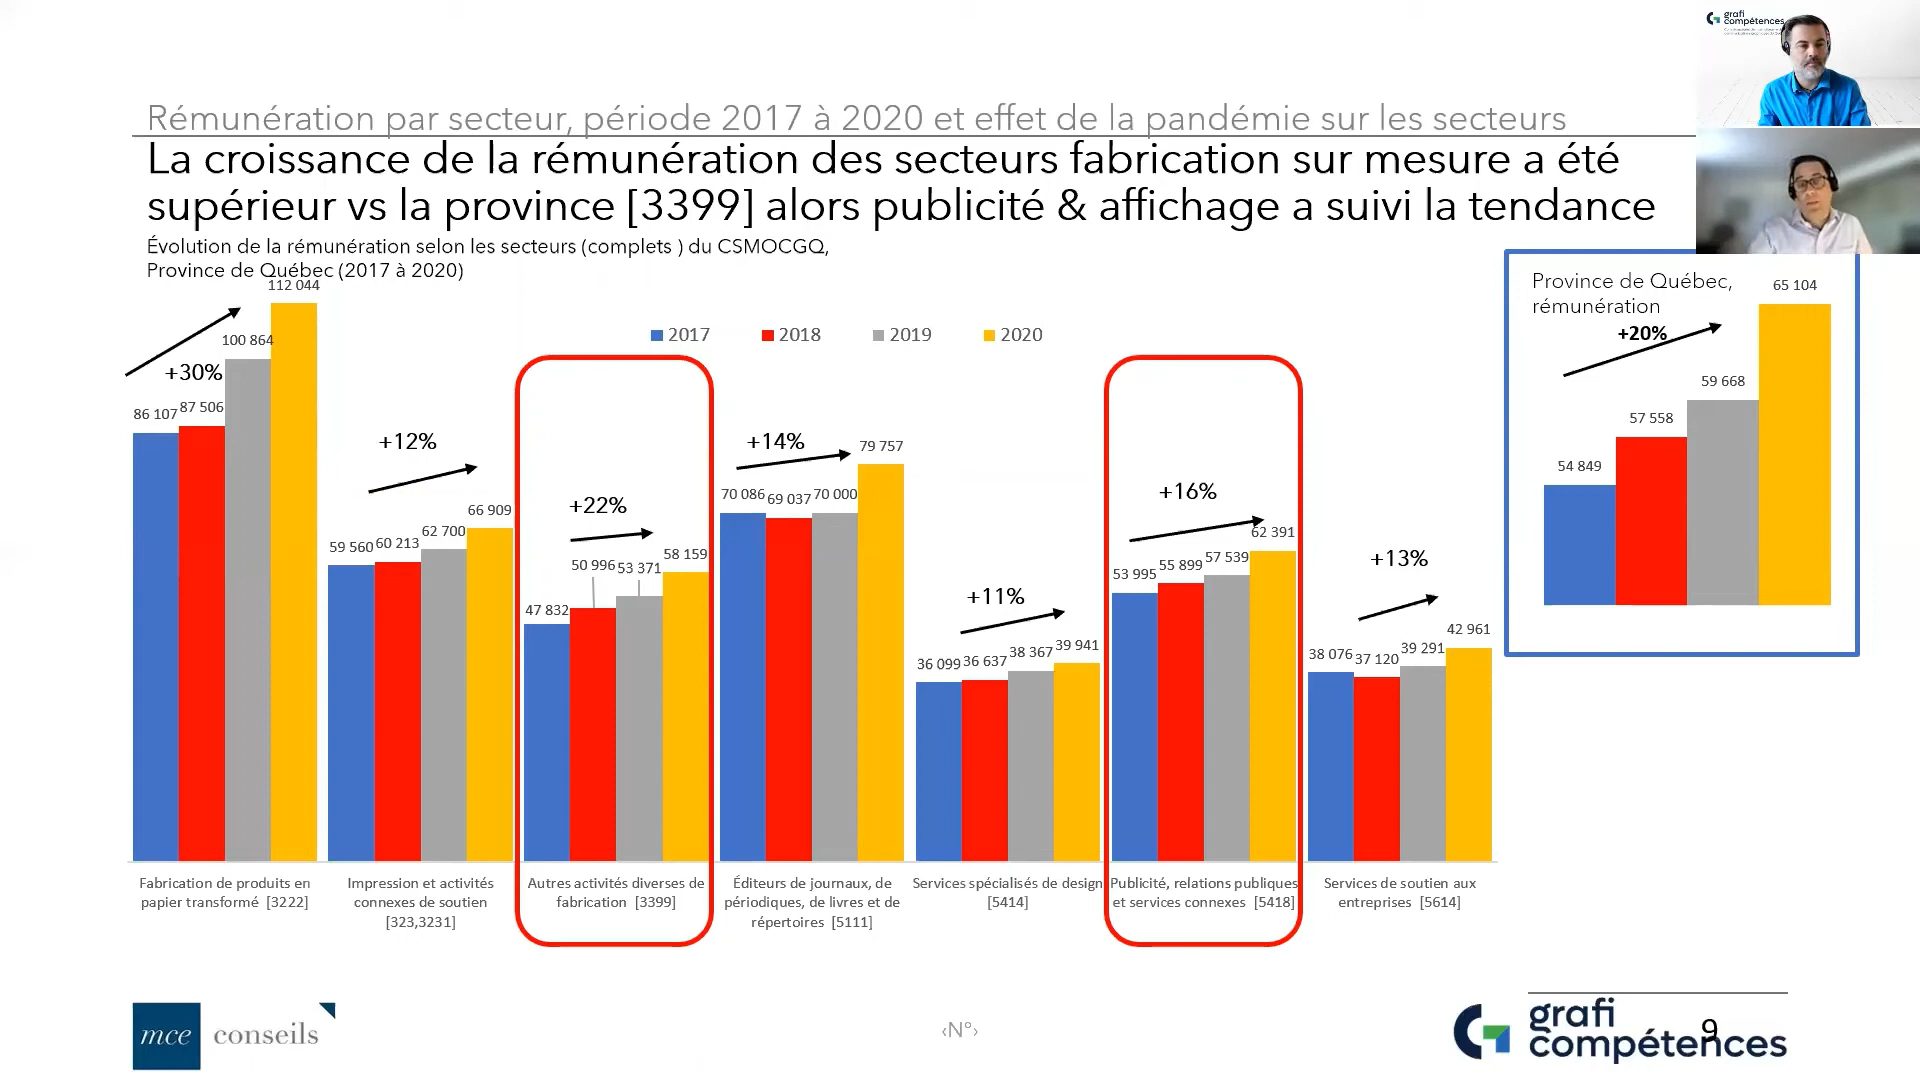 grafi
compétences
Rémunération par secteur, période 2017 à 2020 et effet de la pandémie sur les secteurs
La croissance de la rémunération des secteurs fabrication sur mesure a été
supérieur vs la province [3399] alors publicité & affichage a suivi la tendance
Évolution de la rémunération selon les secteurs (complets ) du CSMOCGQ,
Province de Québec (2017 à 2020)
2017 2018 2019 2020
+30%
86 107 87 506 100 864 112 044
+12%
59 560 60 213 62 700 66 909
+22%
47 832 50 996 53 371 58 159
+14%
70 086 69 037 70 000 79 757
+11%
36 099 36 637 38 367 39 941
+16%
53 995 55 899 57 539 62 391
+13%
38 076 37 120 39 291 42 961
Fabrication de produits en
papier transformé [3222]
Impression et activités
connexes de soutien
[323,3231]
Autres activités diverses de
fabrication [3399]
Éditeurs de journaux, de
périodiques, de livres et de
répertoires [5111]
Services spécialisés de design
[5414]
Publicité, relations publiques
et services connexes [5418]
Services de soutien aux
entreprises [5614]
Province de Québec,
rémunération
+20%
54 849 57 558 59 668 65 104
mce conseils
‹N°›
grafi
compétences
9